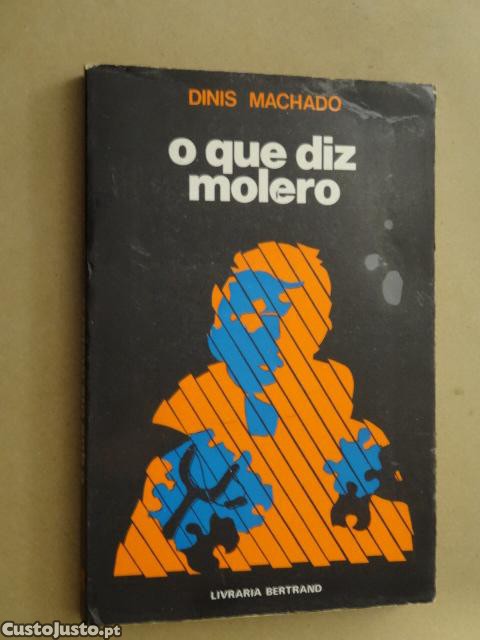 DINIS MACHADO
o que diz
molero
LIVRARIA BERTRAND
CustoJusto.pt